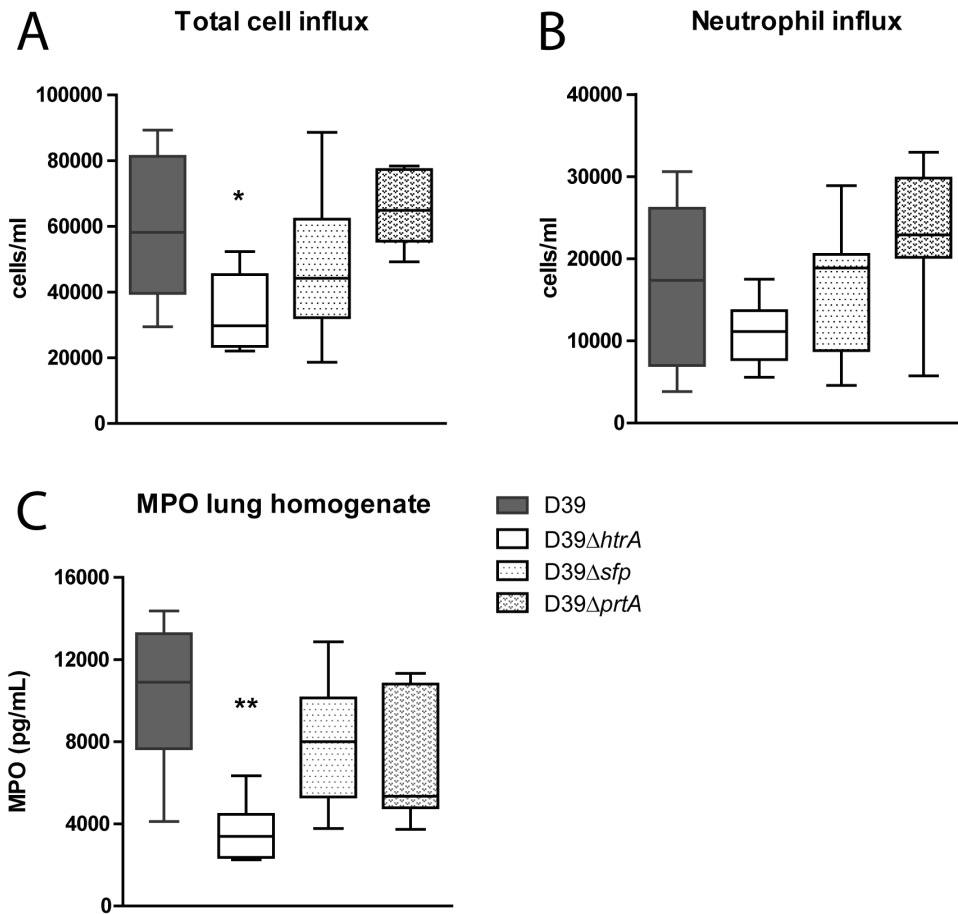 A
Total cell influx
cells/ml
100000
80000
60000
40000
20000
0
*
B
Neutrophil influx
cells/ml
40000
30000
20000
10000
0
C
MPO lung homogenate
MPO (pg/mL)
16000
12000
8000
4000
0
**
D39
D39ΔhtrA
D39Δsfp
D39ΔprtA